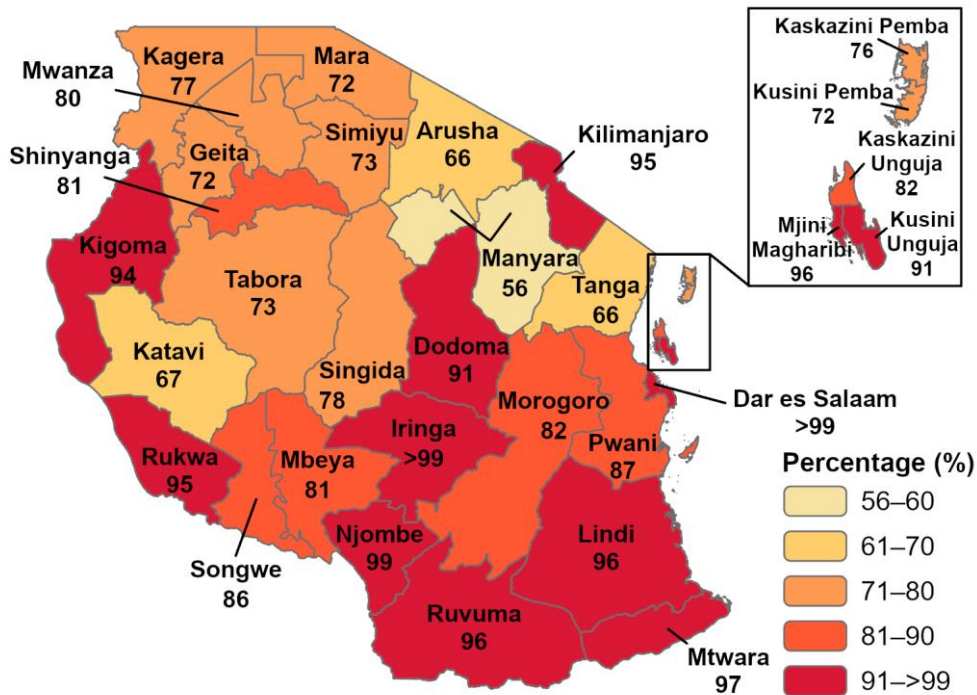 Kagera
77
Mara
72
Mwanza
80
Simiyu
73
Arusha
66
Kilimanjaro
95
Shinyanga
81
Geita
72
Kigoma
94
Manyara
56
Tabora
73
Tanga
66
Katavi
67
Singida
78
Dodoma
91
Morogoro
82
Dar es Salaam
>99
Rukwa
95
Mbeya
81
Iringa
>99
Pwani
87
Songwe
86
Njombe
99
Lindi
96
Ruvuma
96
Mtwara
97
Kaskazini Pemba
76
Kusini Pemba
72
Kaskazini
Unguja
82
Mjini
Magharibi
96
Kusini
Unguja
91
Percentage (%)
56–60
61–70
71–80
81–90
91–>99